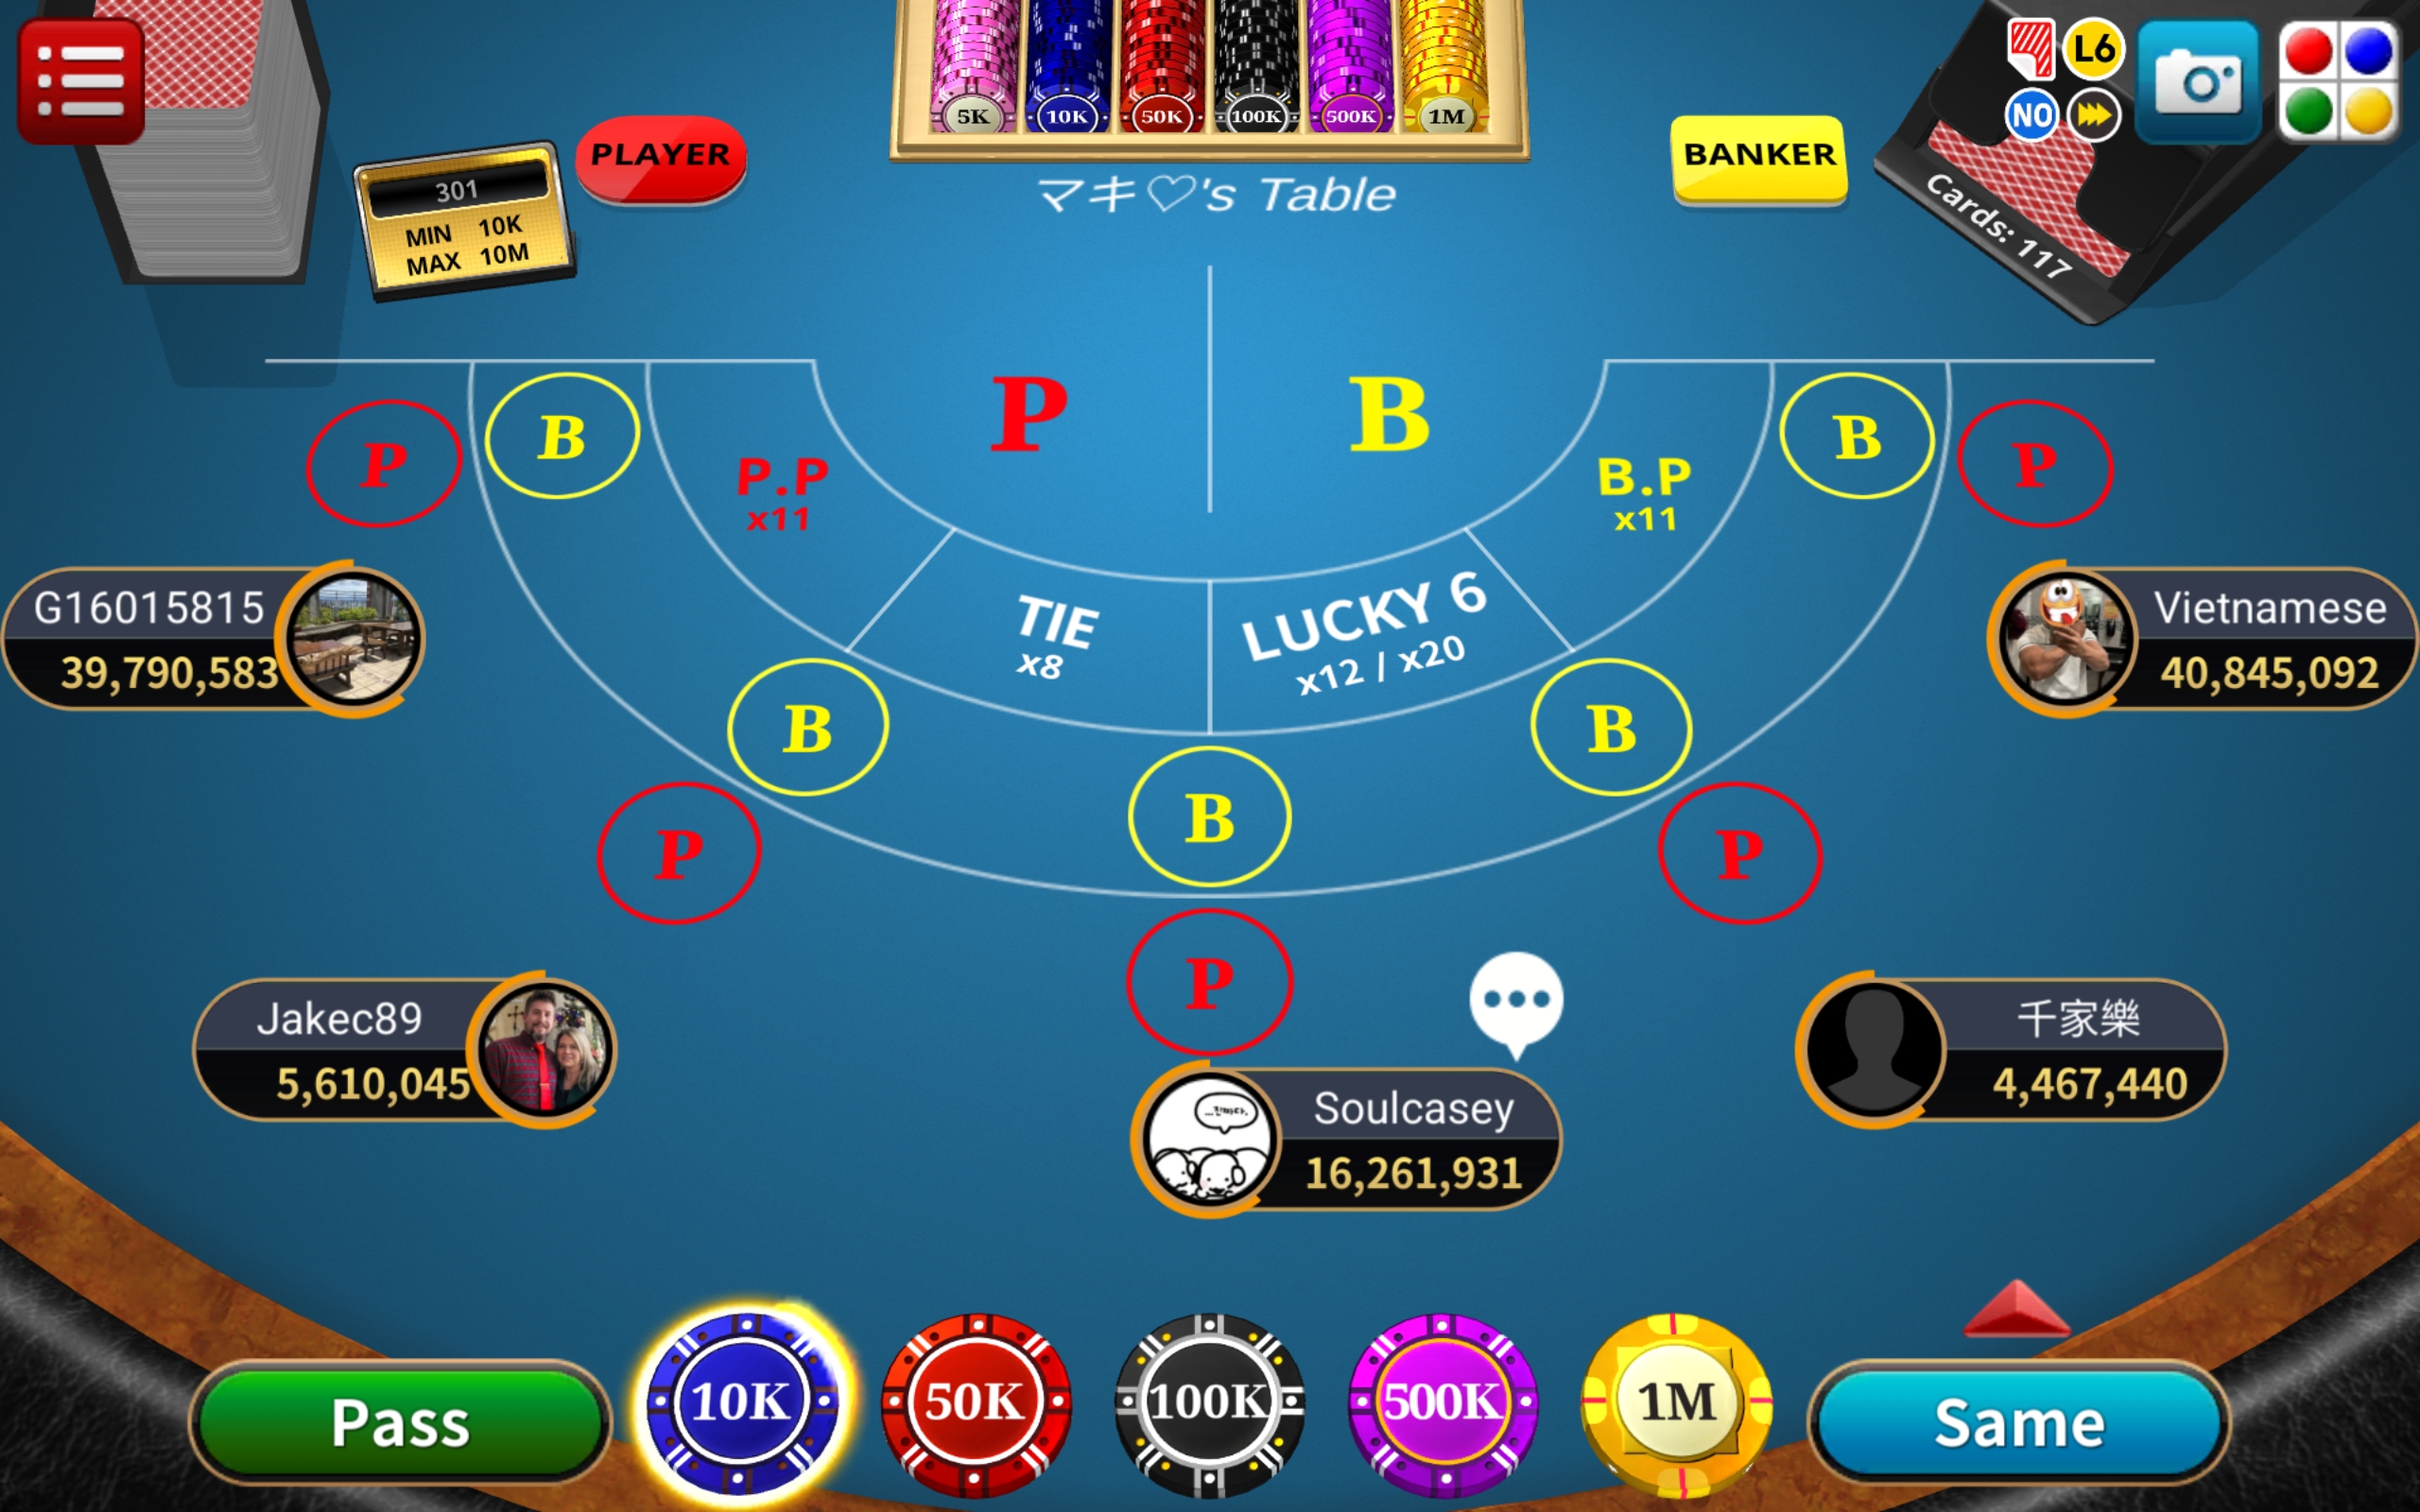 5K 10K 50K 100K 500K 1M
L6
NO
301
MIN 10K
MAX 10M
PLAYER
マキ♡'s Table
BANKER
Cards: 117
P B
P B B P
P.P
x11
B.P
x11
TIE
x8
LUCKY 6
x12 / x20
G16015815
39,790,583
Vietnamese
40,845,092
B B
B
P P
P
Jakec89
5,610,045
Soulcasey
16,261,931
千家樂
4,467,440
Pass
10K 50K 100K 500K 1M
Same